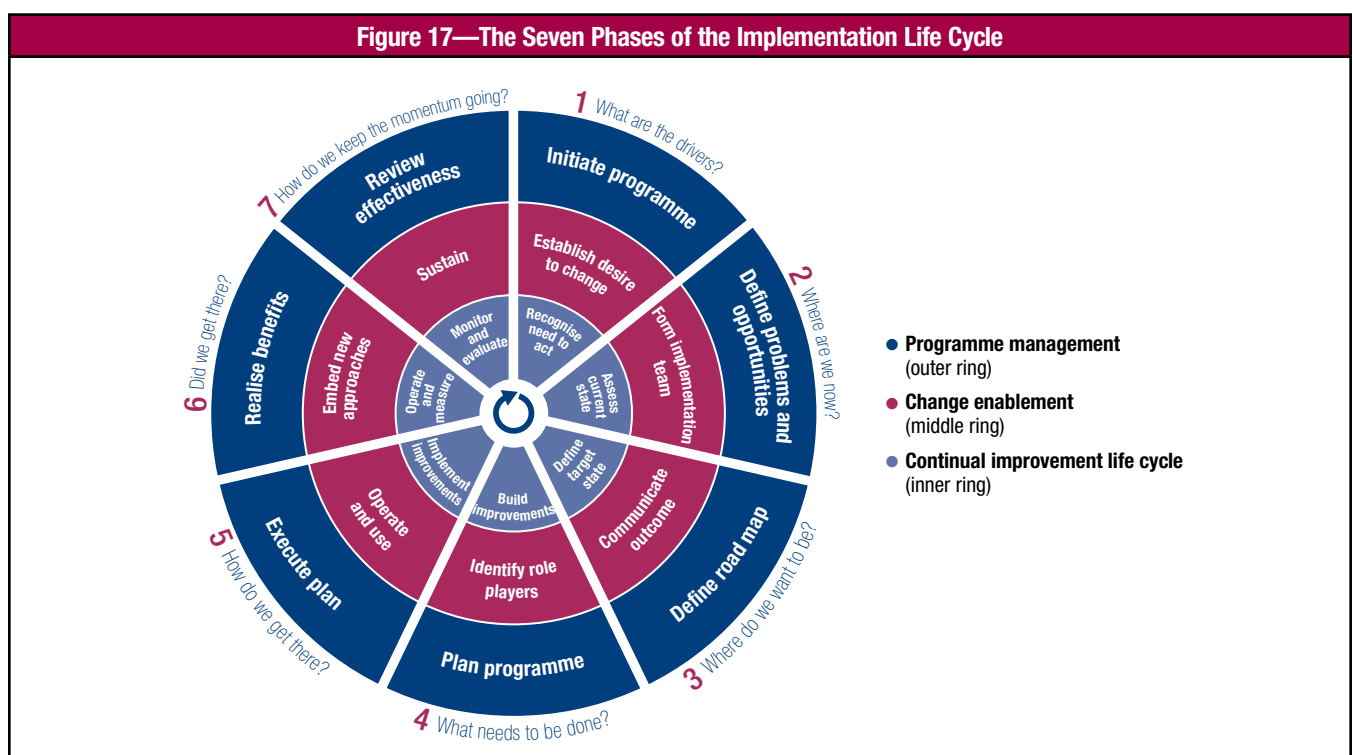 Figure 17—The Seven Phases of the Implementation Life Cycle
1 What are the drivers?
Initiate programme
Establish desire
to change
Recognise
need to
act
2 Where are we now?
Define problems and
opportunities
Form implementation
team
Assess
current
state
3 Where do we want to be?
Define road map
Communicate
outcome
Define
target
state
4 What needs to be done?
Plan programme
Identify role
players
Build
improvements
5 How do we get there?
Execute plan
Operate
and use
Implement
improvements
6 Did we get there?
Realise benefits
Embed new
approaches
Operate
and
measure
7 How do we keep the momentum going?
Review
effectiveness
Sustain
Monitor
and
evaluate
Programme management
(outer ring)
Change enablement
(middle ring)
Continual improvement life cycle
(inner ring)